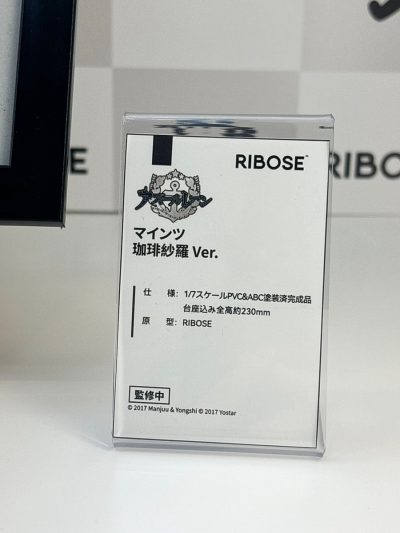 RIBOSE
アズールレーン
マインツ
珈琲紗羅 Ver.
仕 様: 1/7スケールPVC&ABC塗装済完成品
台座込み全高約230mm
原 型: RIBOSE
監修中
© 2017 Manjuu & Yongshi © 2017 Yostar
RIBOSE